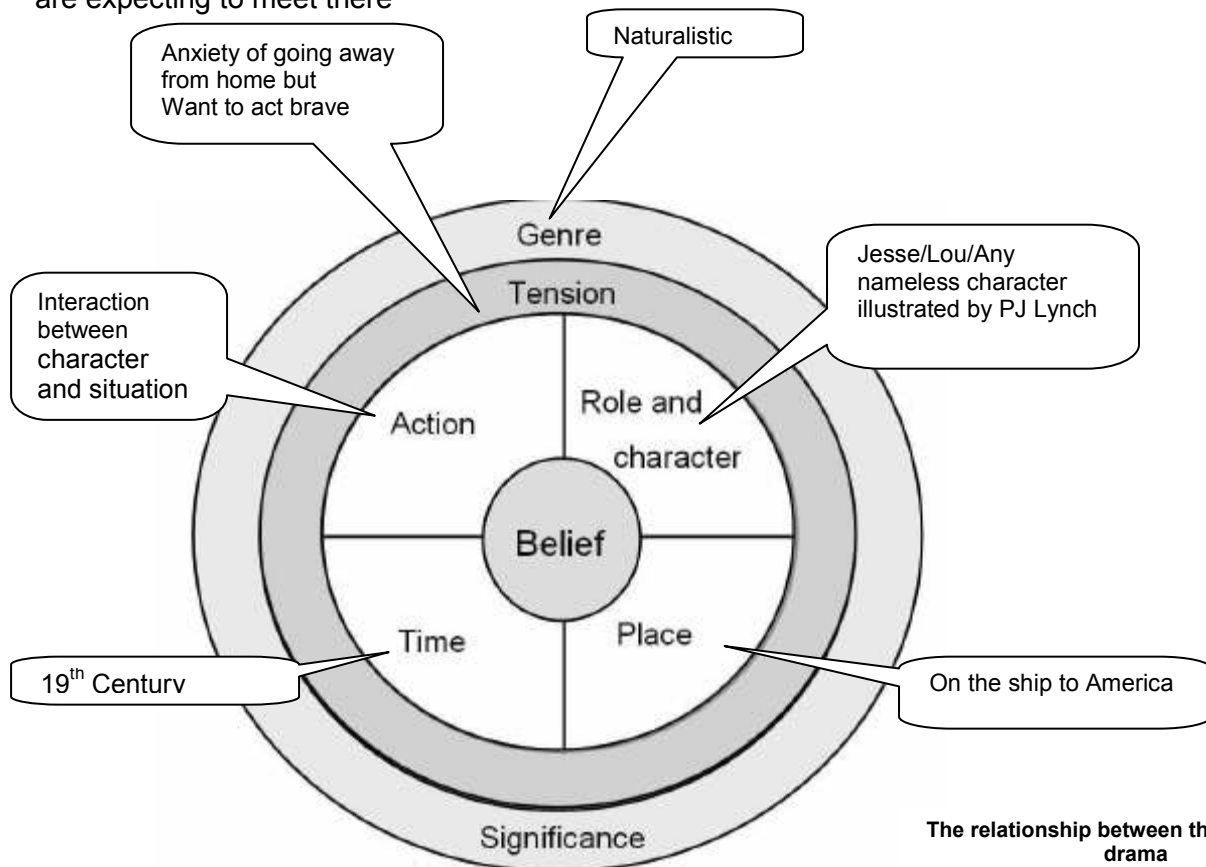 are expecting to meet there
Anxiety of going away
from home but
Want to act brave
Naturalistic
Genre
Tension
Jesse/Lou/Any
nameless character
illustrated by PJ Lynch
Interaction
between
character
and situation
Action
Role and
character
Belief
Time
Place
19th Century
On the ship to America
Significance
The relationship between th
drama